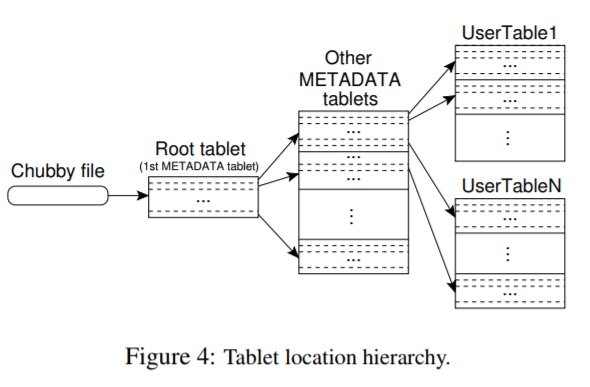 UserTable1
...
...
⋮
Other
METADATA
tablets
...
...
...
⋮
...
Root tablet
(1st METADATA tablet)
...
Chubby file
UserTableN
...
⋮
...
Figure 4: Tablet location hierarchy.